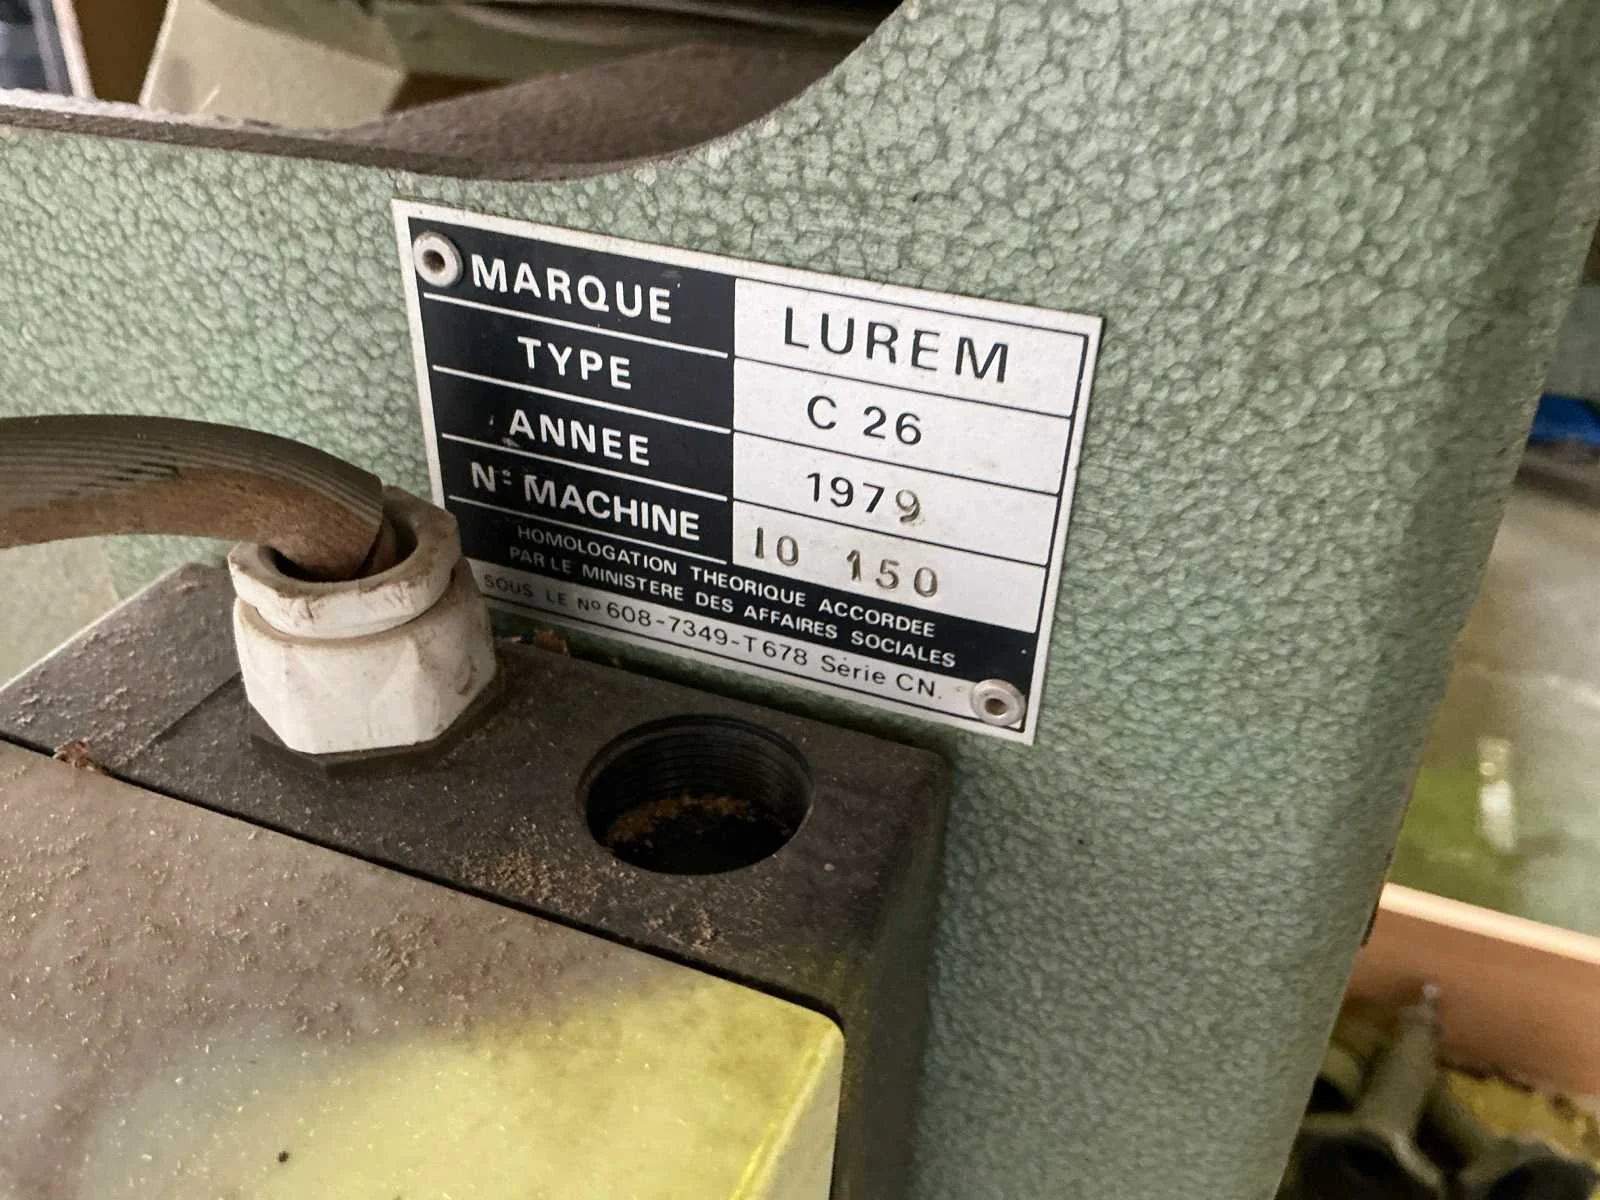 MARQUE LUREM
TYPE C 26
ANNEE 1979
N° MACHINE 10 150
HOMOLOGATION THEORIQUE ACCORDEE
PAR LE MINISTERE DES AFFAIRES SOCIALES
SOUS LE Nº 608-7349-T678 Série CN.